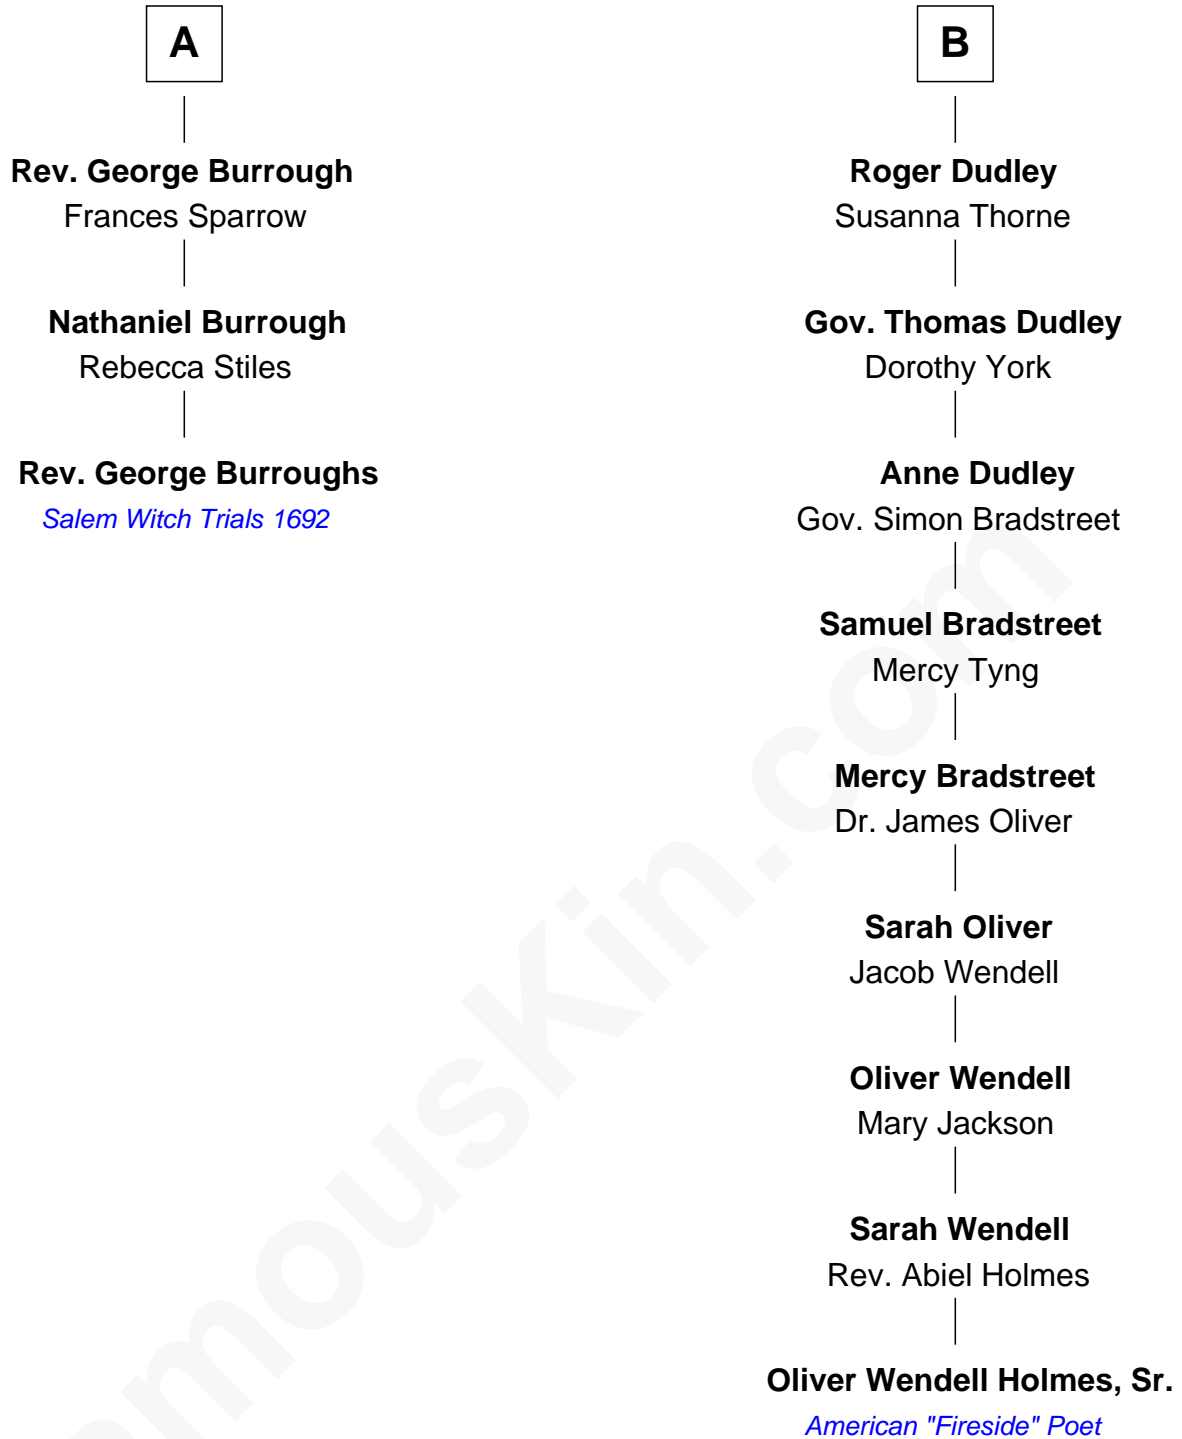 A
Rev. George Burrough
Frances Sparrow
Nathaniel Burrough
Rebecca Stiles
Rev. George Burroughs
Salem Witch Trials 1692
B
Roger Dudley
Susanna Thorne
Gov. Thomas Dudley
Dorothy York
Anne Dudley
Gov. Simon Bradstreet
Samuel Bradstreet
Mercy Tyng
Mercy Bradstreet
Dr. James Oliver
Sarah Oliver
Jacob Wendell
Oliver Wendell
Mary Jackson
Sarah Wendell
Rev. Abiel Holmes
Oliver Wendell Holmes, Sr.
American "Fireside" Poet
amousKin.com